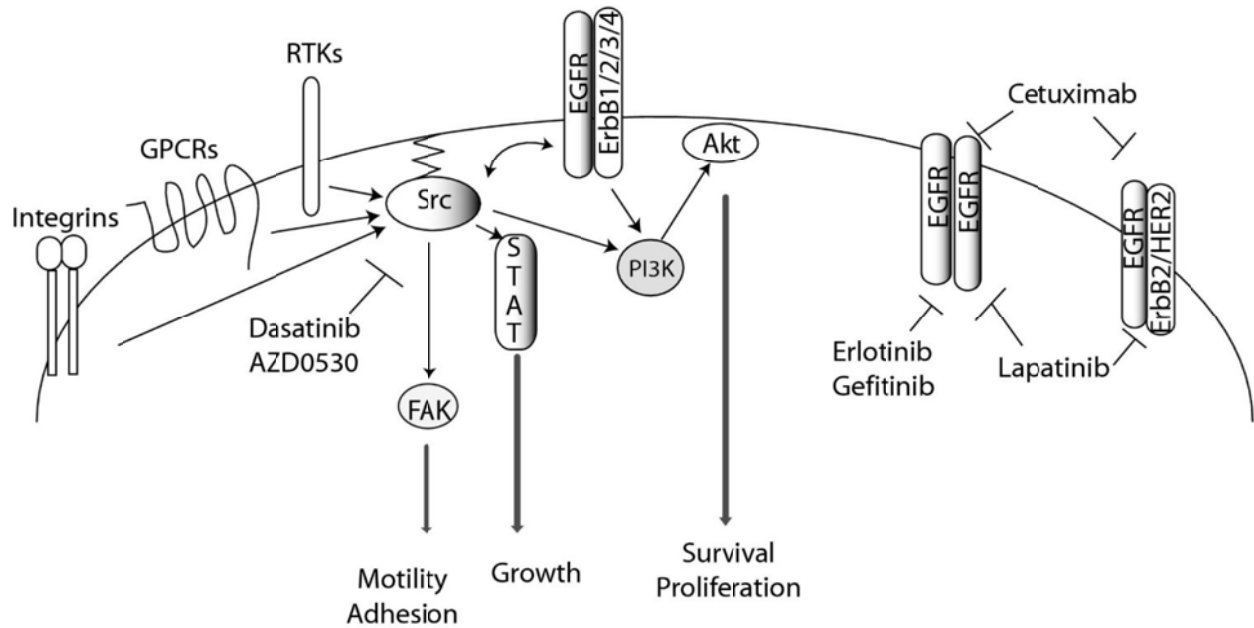 RTKs
GPCRs
Integrins
Src
EGFR
ErbB1/2/3/4
Akt
PI3K
STAT
Dasatinib
AZD0530
FAK
Motility
Adhesion
Growth
Survival
Proliferation
Cetuximab
EGFR
EGFR
EGFR
ErbB2/HER2
Erlotinib
Gefitinib
Lapatinib